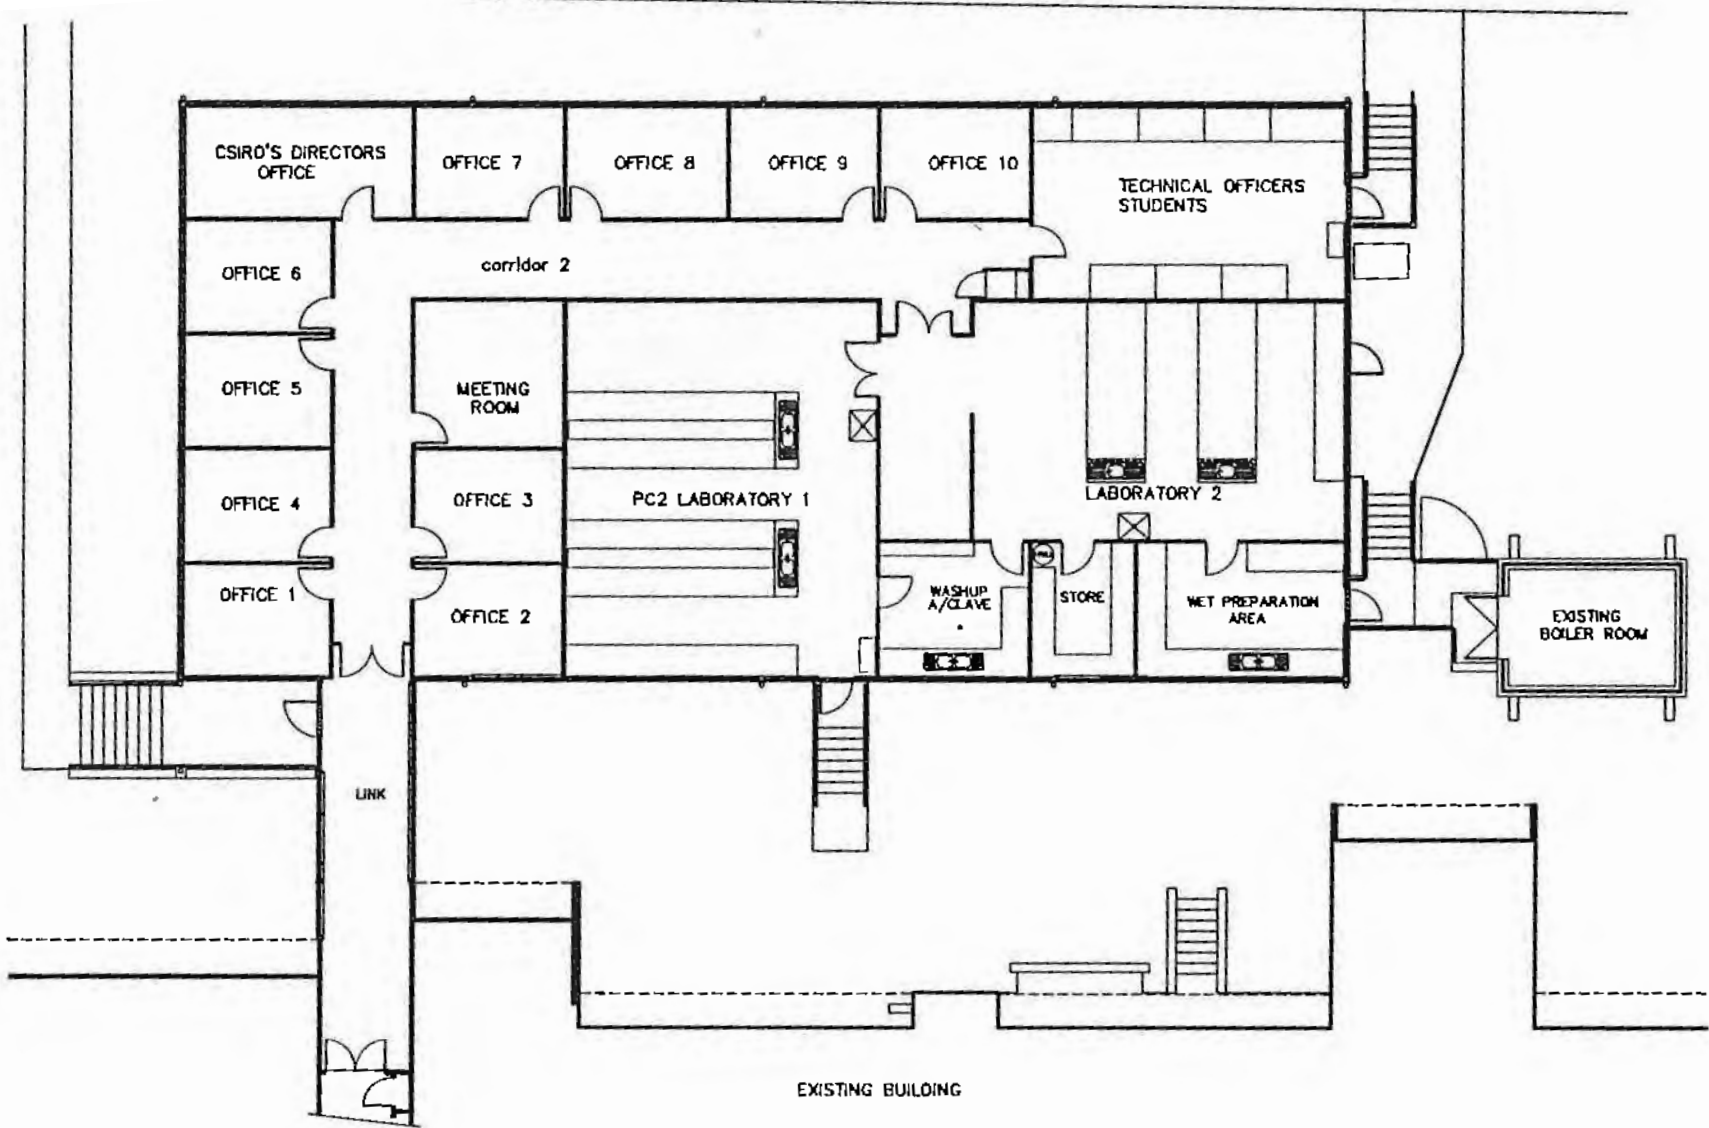 CSIRO'S DIRECTORS
OFFICE
OFFICE 7
OFFICE 8
OFFICE 9
OFFICE 10
TECHNICAL OFFICERS
STUDENTS
OFFICE 6
corridor 2
OFFICE 5
MEETING
ROOM
OFFICE 4
OFFICE 3
PC2 LABORATORY 1
LABORATORY 2
OFFICE 1
OFFICE 2
WASHUP
A/CLAVE
STORE
WET PREPARATION
AREA
EXISTING
BOILER ROOM
LINK
EXISTING BUILDING